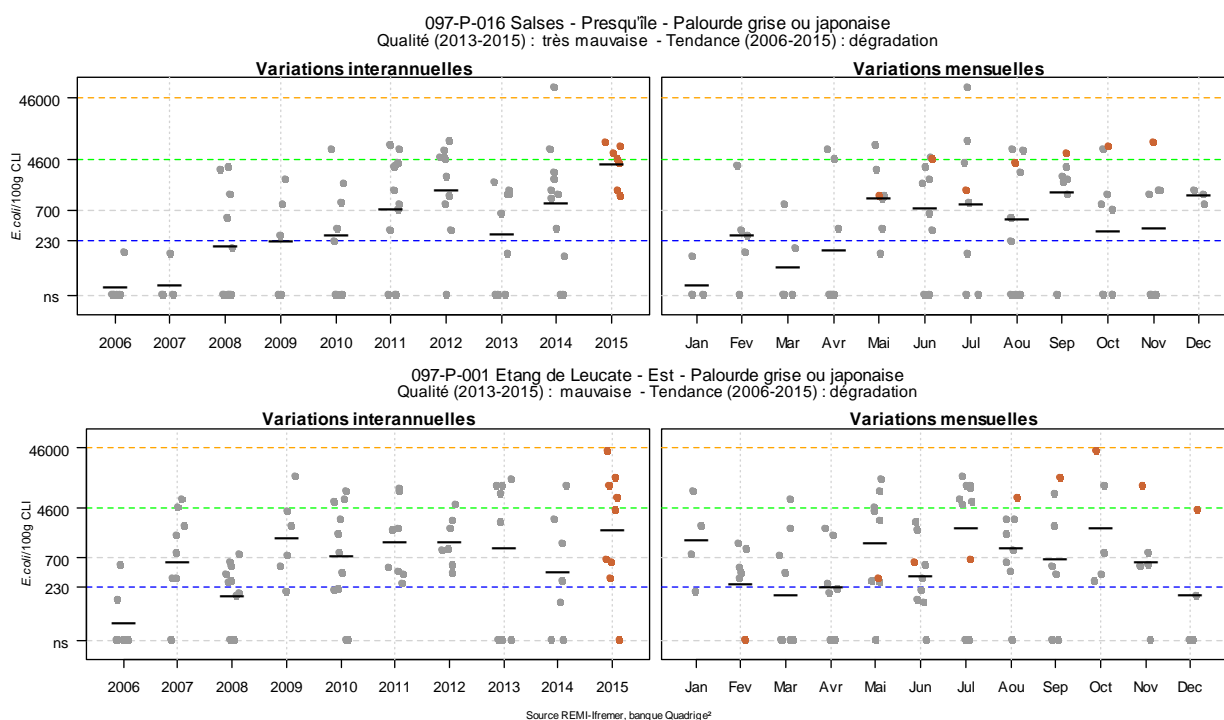 097-P-016 Salses - Presqu'île - Palourde grise ou japonaise
Qualité (2013-2015) : très mauvaise - Tendance (2006-2015) : dégradation
Variations interannuelles
Variations mensuelles
46000
4600
700
230
ns
E.coli/100g CLI
2006 2007 2008 2009 2010 2011 2012 2013 2014 2015
Jan Fev Mar Avr Mai Jun Jul Aou Sep Oct Nov Dec
097-P-001 Etang de Leucate - Est - Palourde grise ou japonaise
Qualité (2013-2015) : mauvaise - Tendance (2006-2015) : dégradation
Variations interannuelles
Variations mensuelles
46000
4600
700
230
ns
E.coli/100g CLI
2006 2007 2008 2009 2010 2011 2012 2013 2014 2015
Jan Fev Mar Avr Mai Jun Jul Aou Sep Oct Nov Dec
Source REMI-Ifremer, banque Quadrige²